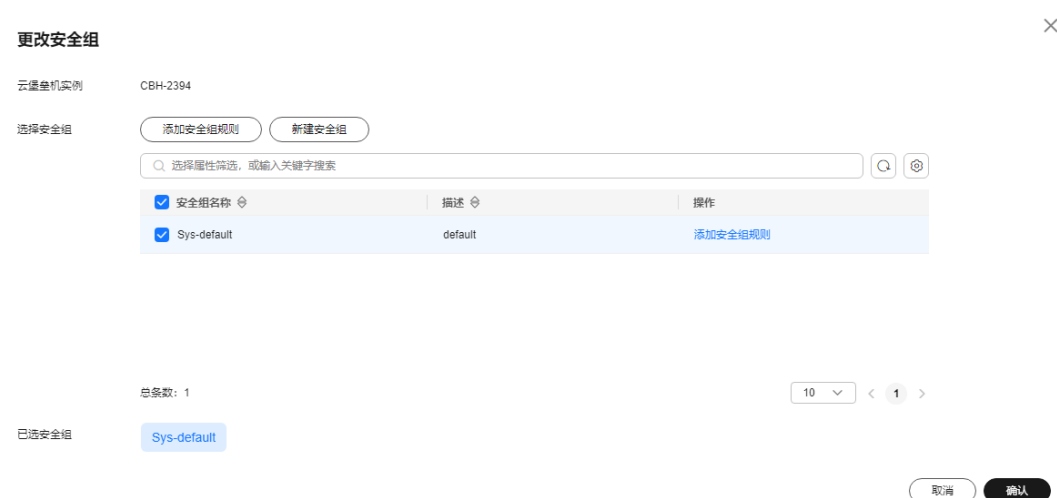 更改安全组
云堡垒机实例 CBH-2394
选择安全组 添加安全组规则 新建安全组
选择属性筛选，或输入关键字搜索
安全组名称 描述 操作
Sys-default default 添加安全组规则
总条数：1 10 1
已选安全组 Sys-default
取消 确认